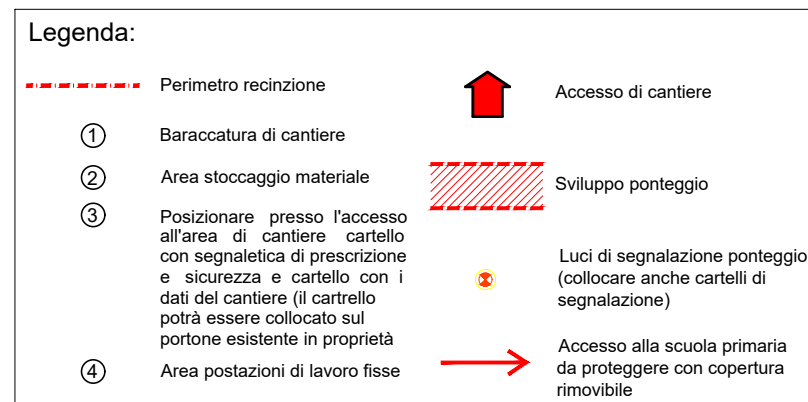 Legenda:
Perimetro recinzione
① Baraccatura di cantiere
② Area stoccaggio materiale
③ Posizionare presso l'accesso
all'area di cantiere cartello
con segnaletica di prescrizione
e sicurezza e cartello con i
dati del cantiere (il cartrello
potrà essere collocato sul
portone esistente in proprietà
④ Area postazioni di lavoro fisse
Accesso di cantiere
Sviluppo ponteggio
Luci di segnalazione ponteggio
(collocare anche cartelli di
segnalazione)
Accesso alla scuola primaria
da proteggere con copertura
rimovibile